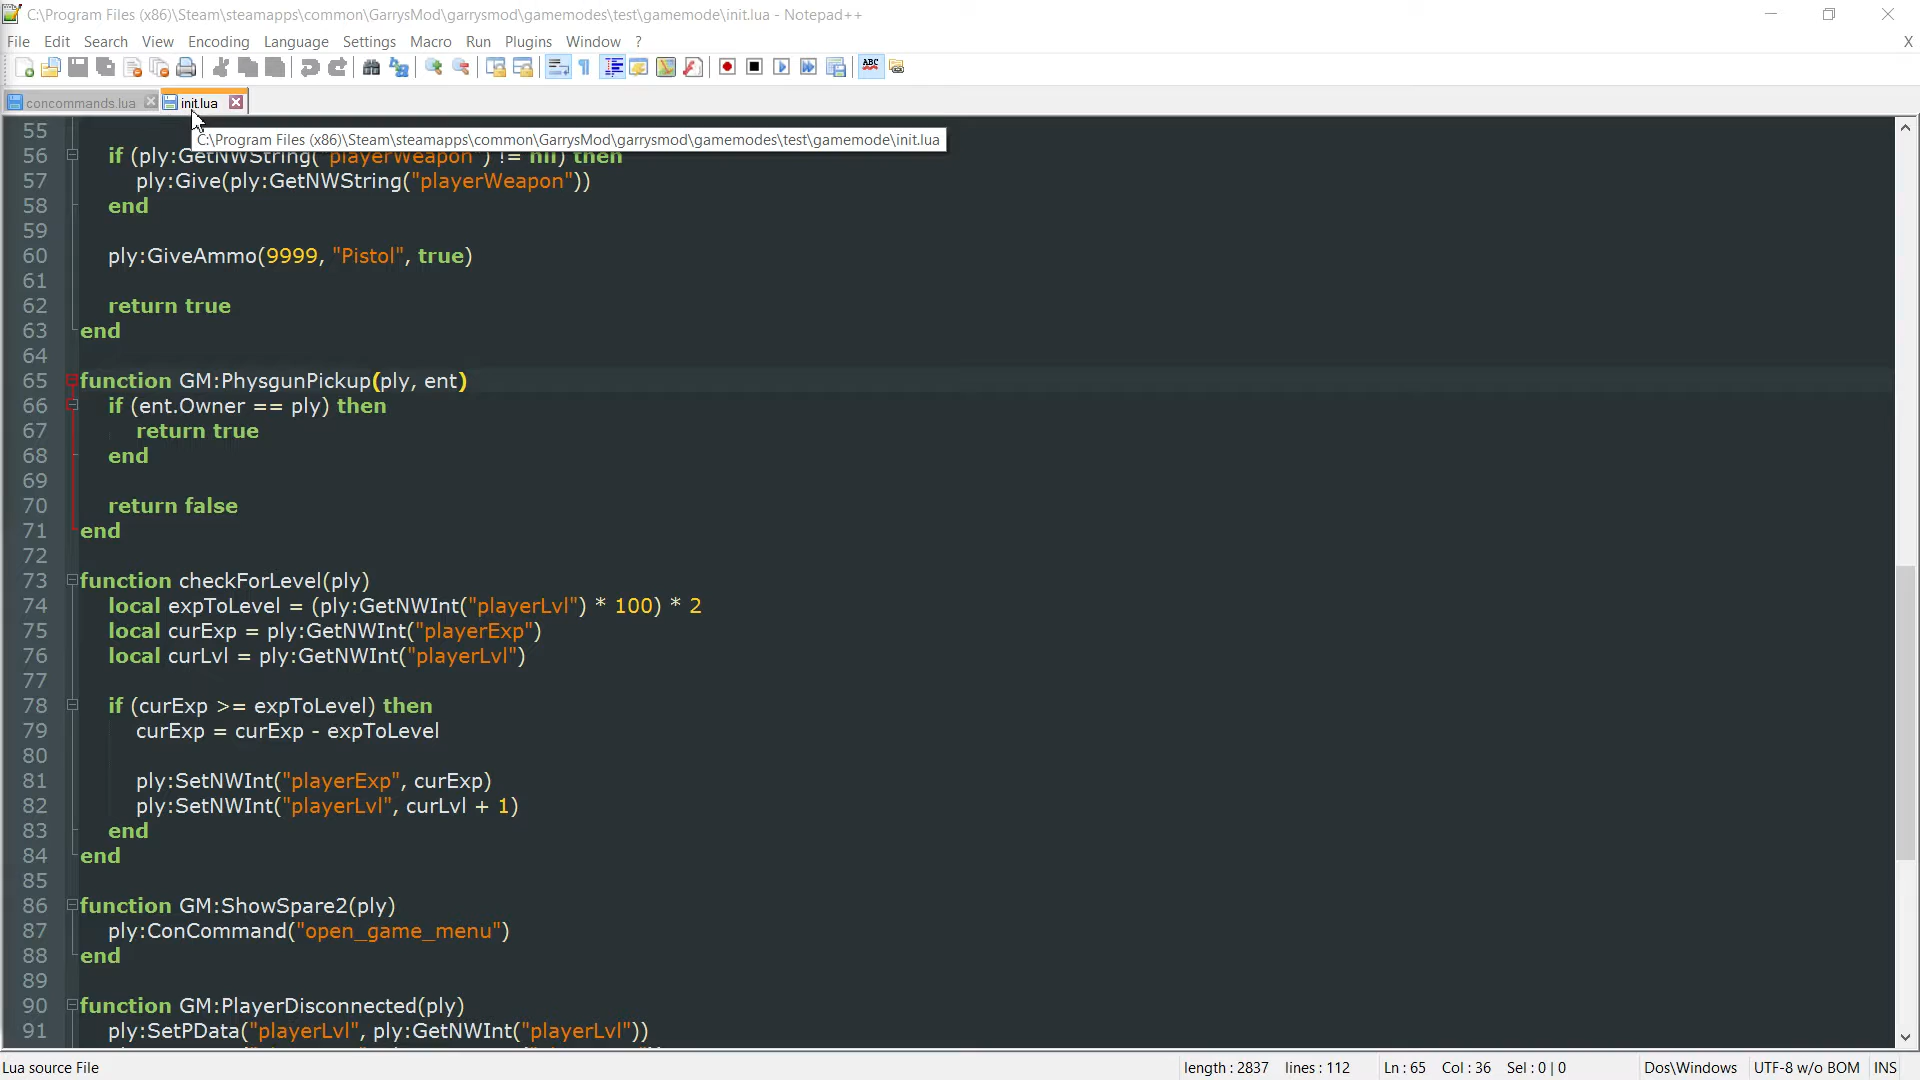 C:\Program Files (x86)\Steam\steamapps\common\GarrysMod\garrysmod\gamemodes\test\gamemode\init.lua - Notepad++
File Edit Search View Encoding Language Settings Macro Run Plugins Window ? X
ABC
concommands.lua init.lua
C:\Program Files (x86)\Steam\steamapps\common\GarrysMod\garrysmod\gamemodes\test\gamemode\init.lua
55
56 if (ply:GetNWString("playerWeapon") != nil) then
57 ply:Give(ply:GetNWString("playerWeapon"))
58 end
59
60 ply:GiveAmmo(9999, "Pistol", true)
61
62 return true
63 end
64
65 function GM:PhysgunPickup(ply, ent)
66 if (ent.Owner == ply) then
67 return true
68 end
69
70 return false
71 end
72
73 function checkForLevel(ply)
74 local expToLevel = (ply:GetNWInt("playerLvl") * 100) * 2
75 local curExp = ply:GetNWInt("playerExp")
76 local curLvl = ply:GetNWInt("playerLvl")
77
78 if (curExp >= expToLevel) then
79 curExp = curExp - expToLevel
80
81 ply:SetNWInt("playerExp", curExp)
82 ply:SetNWInt("playerLvl", curLvl + 1)
83 end
84 end
85
86 function GM:ShowSpare2(ply)
87 ply:ConCommand("open_game_menu")
88 end
89
90 function GM:PlayerDisconnected(ply)
91 ply:SetPData("playerLvl", ply:GetNWInt("playerLvl"))
Lua source File length : 2837 lines : 112 Ln : 65 Col : 36 Sel : 0 | 0 Dos\Windows UTF-8 w/o BOM INS